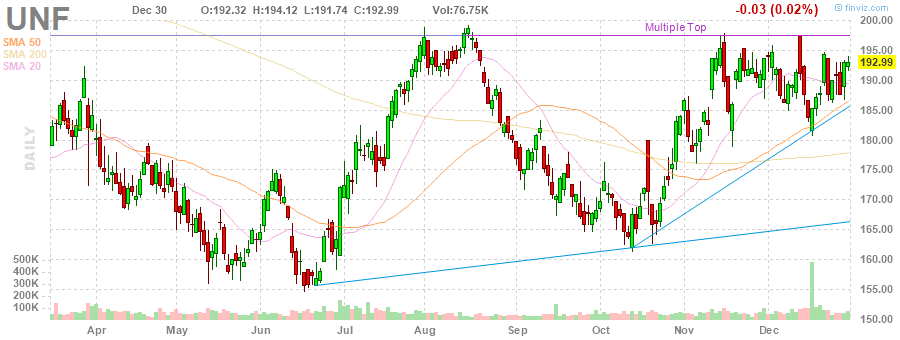 UNF
Dec 30 O:192.32 H:194.12 L:191.74 C:192.99 Vol:76.75K -0.03 (0.02%) © finviz.com
SMA 50
SMA 200
SMA 20
DAILY
Multiple Top
200.00
195.00
192.99
190.00
185.00
180.00
175.00
170.00
165.00
160.00
155.00
150.00
500K
400K
300K
200K
100K
Apr May Jun Jul Aug Sep Oct Nov Dec